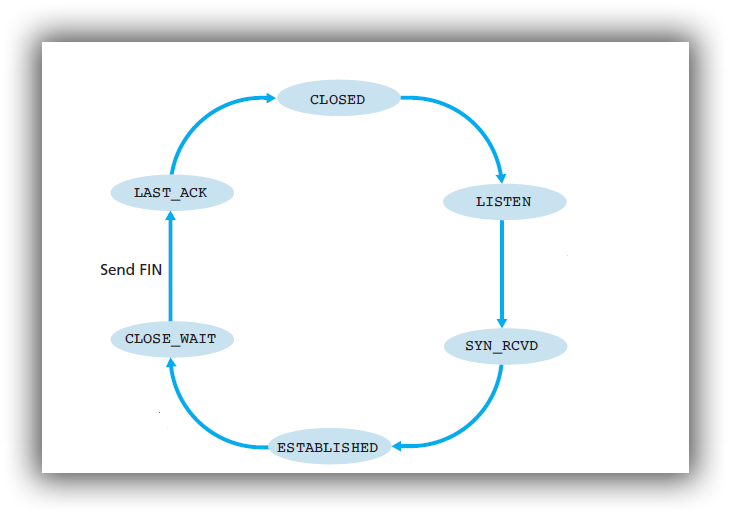 CLOSED
LAST_ACK
LISTEN
Send FIN
CLOSE_WAIT
SYN_RCVD
ESTABLISHED